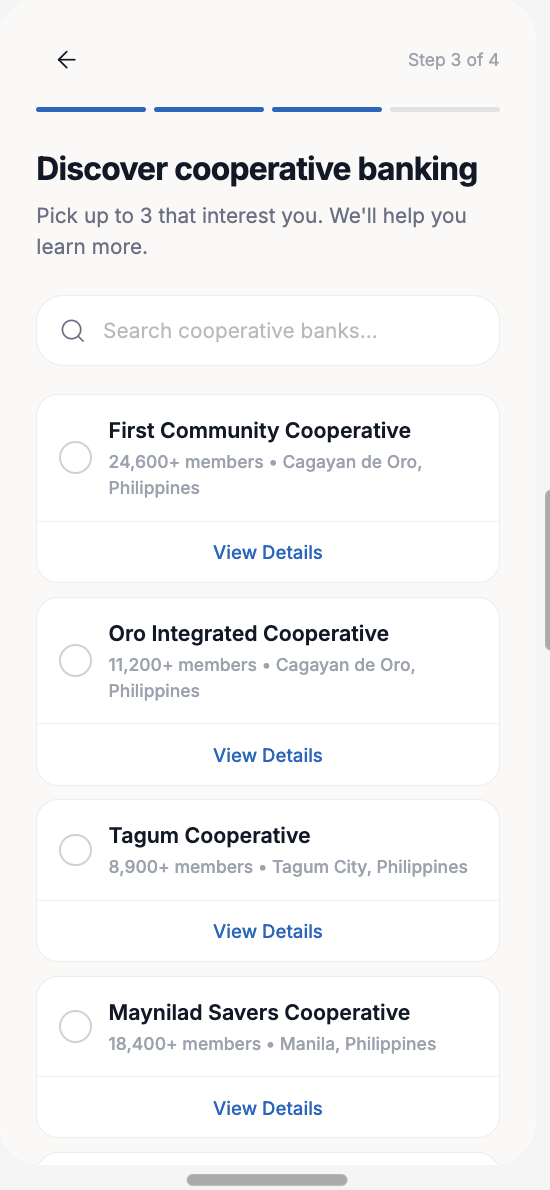 Step 3 of 4
Discover cooperative banking
Pick up to 3 that interest you. We'll help you
learn more.
Search cooperative banks...
First Community Cooperative
24,600+ members • Cagayan de Oro,
Philippines
View Details
Oro Integrated Cooperative
11,200+ members • Cagayan de Oro,
Philippines
View Details
Tagum Cooperative
8,900+ members • Tagum City, Philippines
View Details
Maynilad Savers Cooperative
18,400+ members • Manila, Philippines
View Details